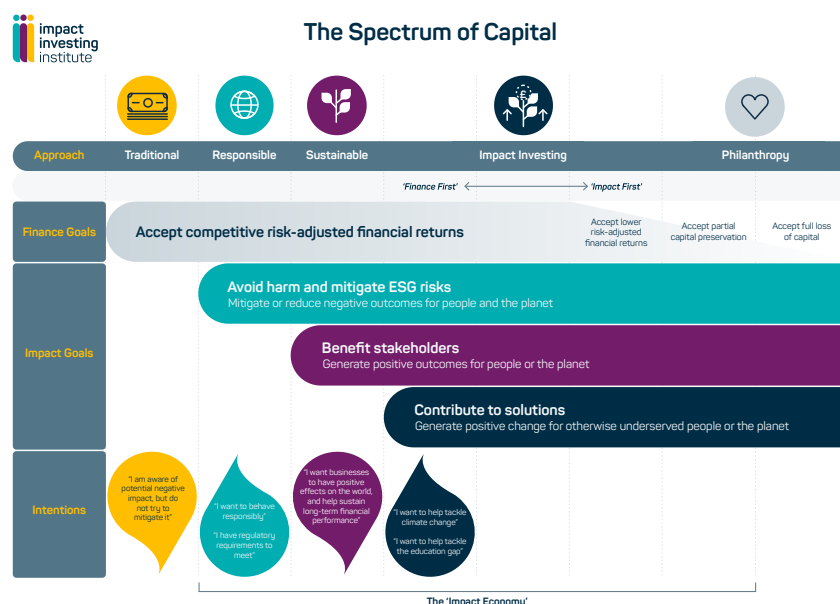 impact
investing
institute
The Spectrum of Capital
£
Approach
Traditional
Responsible
Sustainable
Impact Investing
Philanthropy
'Finance First'
'Impact First'
Finance Goals
Accept competitive risk-adjusted financial returns
Accept lower
risk-adjusted
financial returns
Accept partial
capital preservation
Accept full loss
of capital
Impact Goals
Avoid harm and mitigate ESG risks
Mitigate or reduce negative outcomes for people and the planet
Benefit stakeholders
Generate positive outcomes for people or the planet
Contribute to solutions
Generate positive change for otherwise underserved people or the planet
Intentions
"I am aware of
potential negative
impact, but do
not try to
mitigate it"
"I want to behave
responsibly"
"I have regulatory
requirements to
meet"
"I want businesses
to have positive
effects on the world,
and help sustain
long-term financial
performance"
"I want to help tackle
climate change"
"I want to help tackle
the education gap"
The 'Impact Economy'